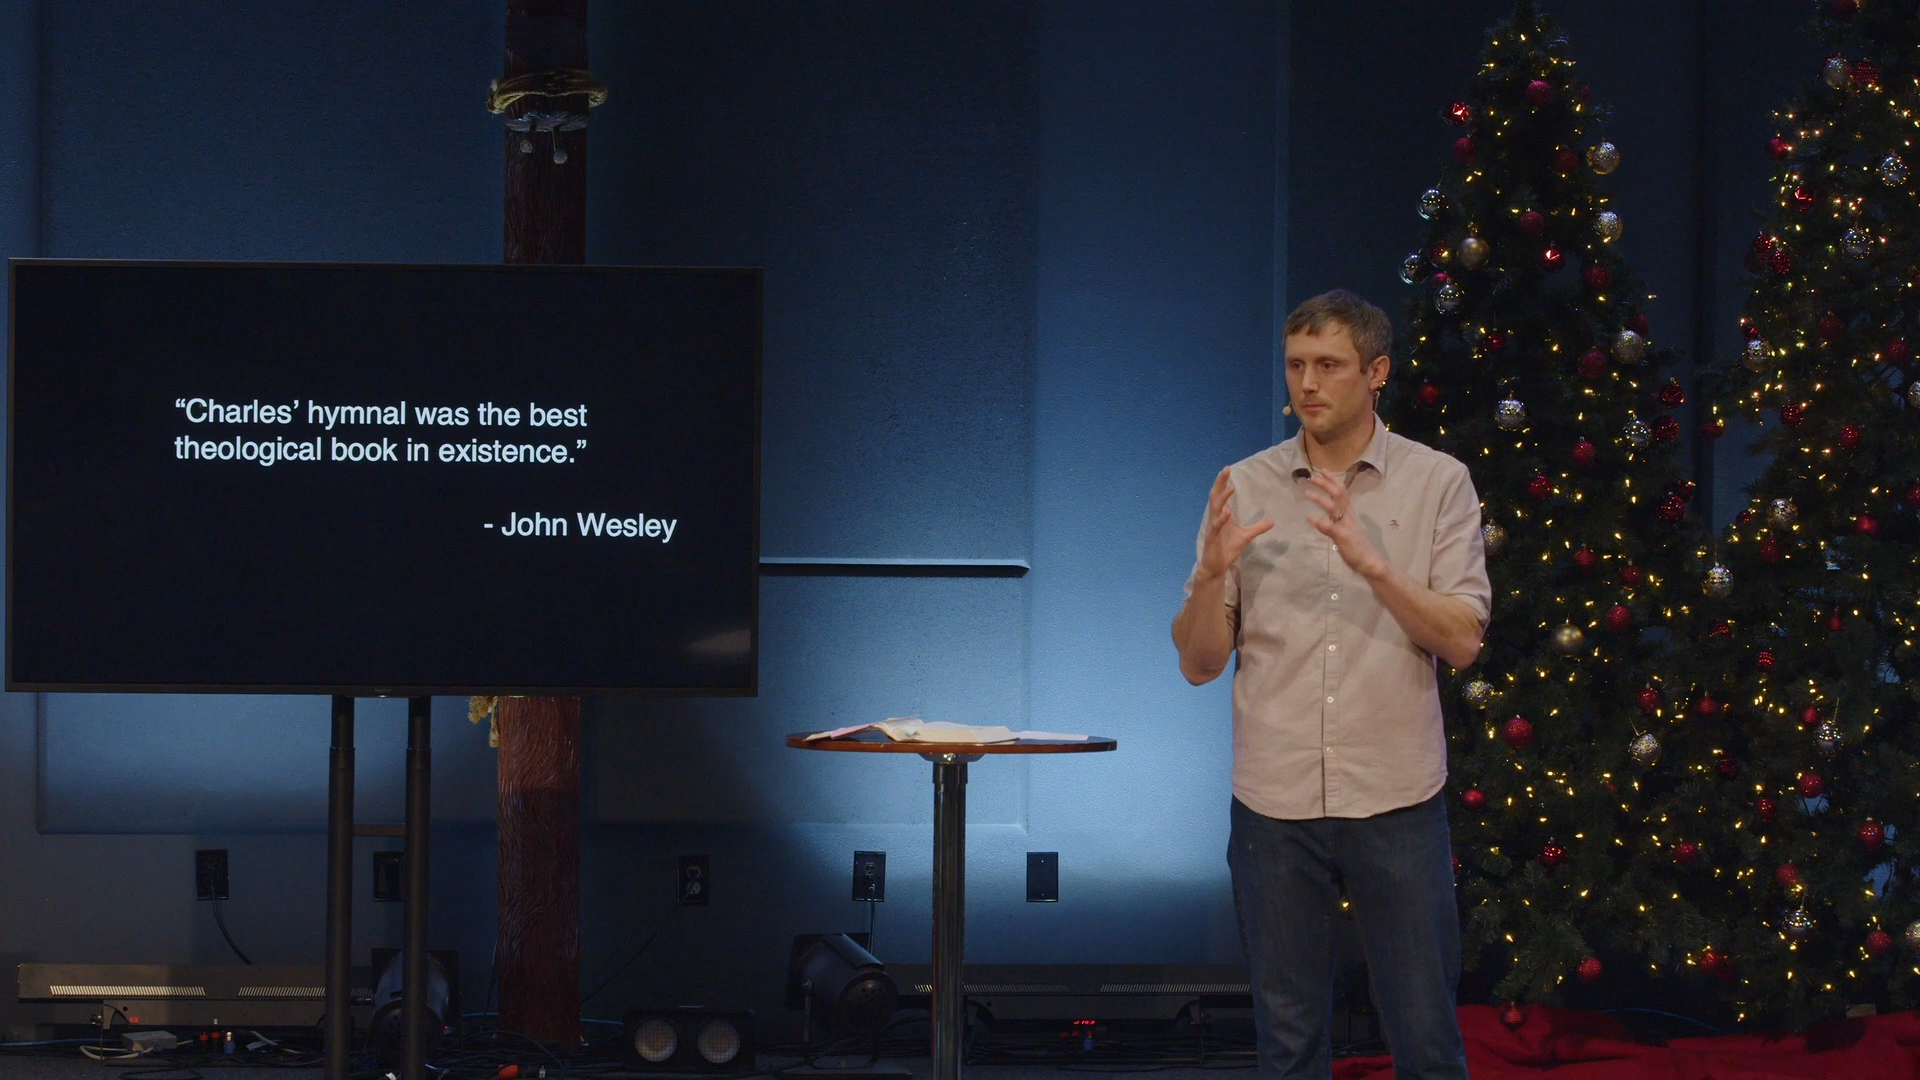 “Charles’ hymnal was the best
theological book in existence.”
- John Wesley